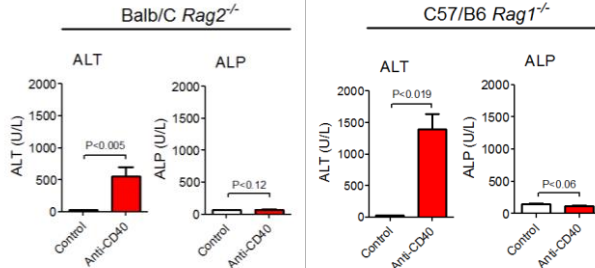 Balb/C Rag2-/-
ALT
ALT (U/L)
2000
1500
1000
500
0
P<0.005
Control
Anti-CD40
ALP
ALP (U/L)
2000
1500
1000
500
0
P<0.12
Control
Anti-CD40
C57/B6 Rag1-/-
ALT
ALT (U/L)
2000
1500
1000
500
0
P<0.019
Control
Anti-CD40
ALP
ALP (U/L)
2000
1500
1000
500
0
P<0.06
Control
Anti-CD40